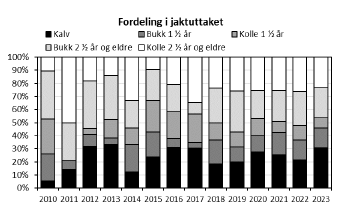 Fordeling i jaktuttaket
Kalv Bukk 1 ½ år Kolle 1 ½ år
Bukk 2 ½ år og eldre Kolle 2 ½ år og eldre
100%
90%
80%
70%
60%
50%
40%
30%
20%
10%
0%
2010 2011 2012 2013 2014 2015 2016 2017 2018 2019 2020 2021 2022 2023